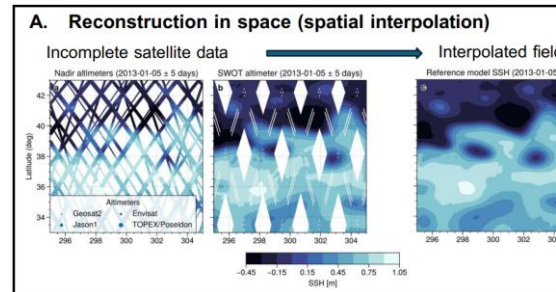 A. Reconstruction in space (spatial interpolation)
Incomplete satellite data
Interpolated field
Nadir altimeters (2013-01-05 ± 5 days)
SWOT altimeter (2013-01-05 ± 5 days)
Reference model SSH (2013-01-05
a
b
c
Latitude (deg)
42
40
38
36
34
Altimeters
Geosat2
Envisat
Jason1
TOPEX/Poseidon
296 298 300 302 304
296 298 300 302 304
296 298 300 302 304
-0.45 -0.15 0.15 0.45 0.75 1.05
SSH [m]